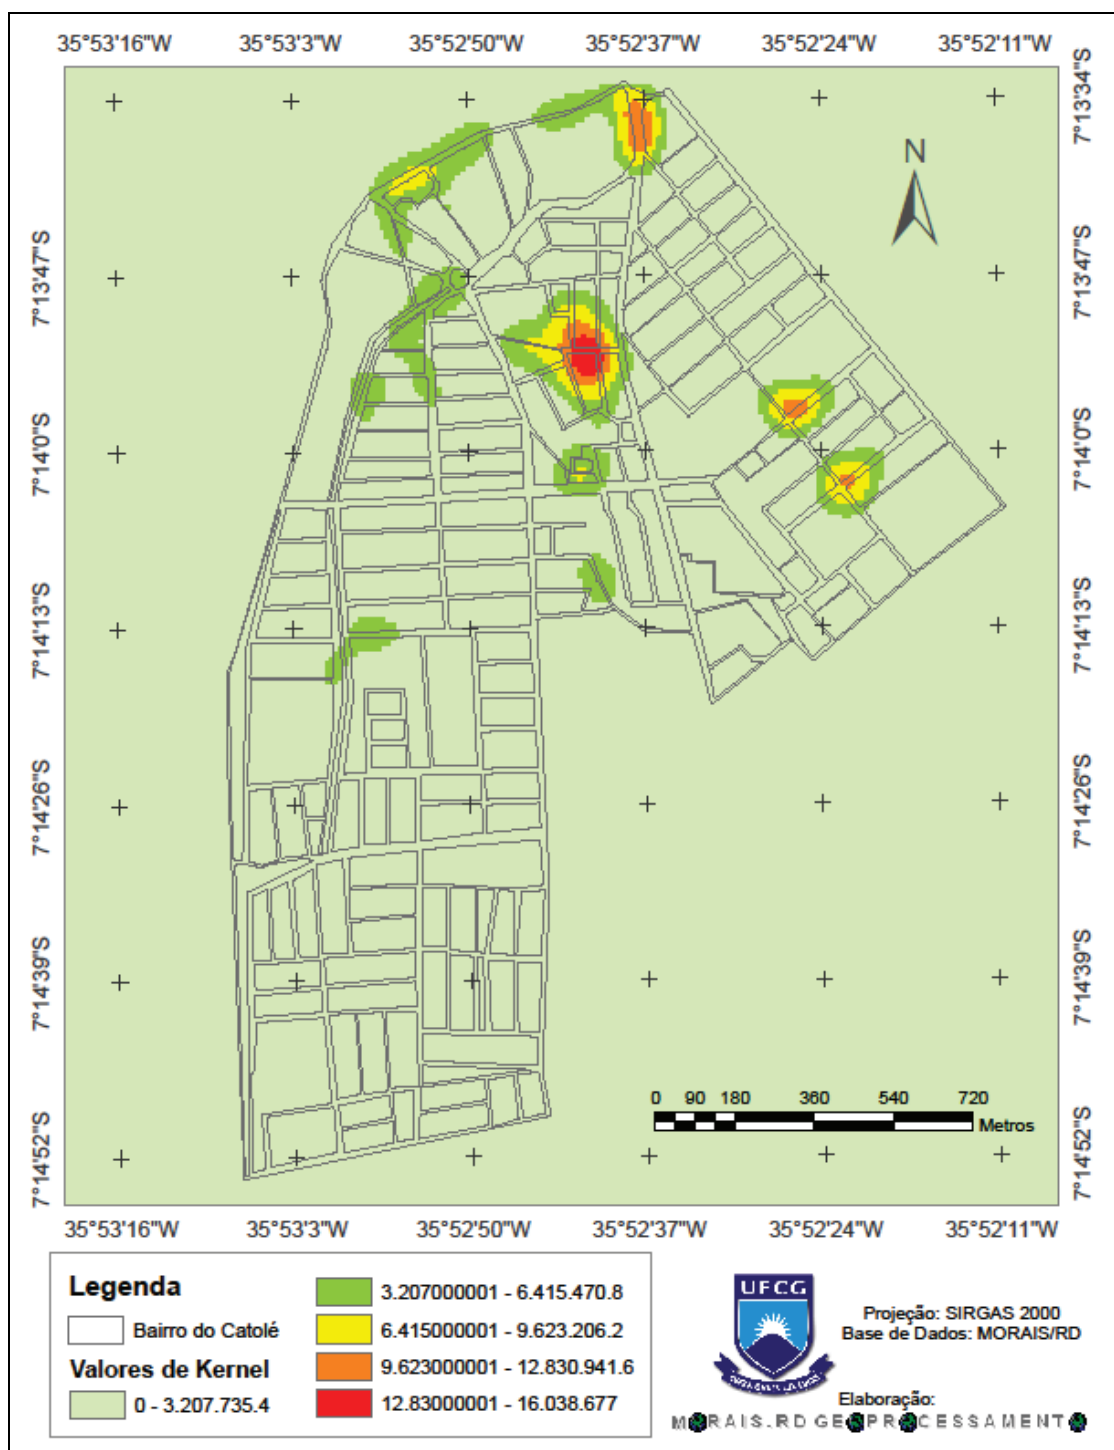 35°53'16"W 35°53'3"W 35°52'50"W 35°52'37"W 35°52'24"W 35°52'11"W
7°13'34"S
N
7°13'47"S 7°13'47"S
7°14'0"S 7°14'0"S
7°14'13"S 7°14'13"S
7°14'26"S 7°14'26"S
7°14'39"S 7°14'39"S
0 90 180 360 540 720
Metros
7°14'52"S 7°14'52"S
35°53'16"W 35°53'3"W 35°52'50"W 35°52'37"W 35°52'24"W 35°52'11"W
Legenda
Bairro do Catolé
Valores de Kernel
0 - 3.207.735.4
3.207000001 - 6.415.470.8
6.415000001 - 9.623.206.2
9.623000001 - 12.830.941.6
12.83000001 - 16.038.677
UFCG
Projeção: SIRGAS 2000
Base de Dados: MORAIS/RD
Elaboração:
MORAIS.RD GEOPROCESSAMENTO